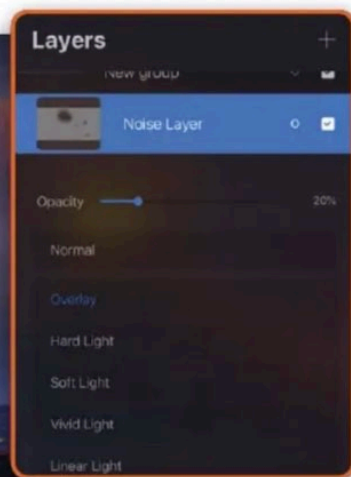 Layers
New group
Noise Layer O
Opacity 20%
Normal
Overlay
Hard Light
Soft Light
Vivid Light
Linear Light